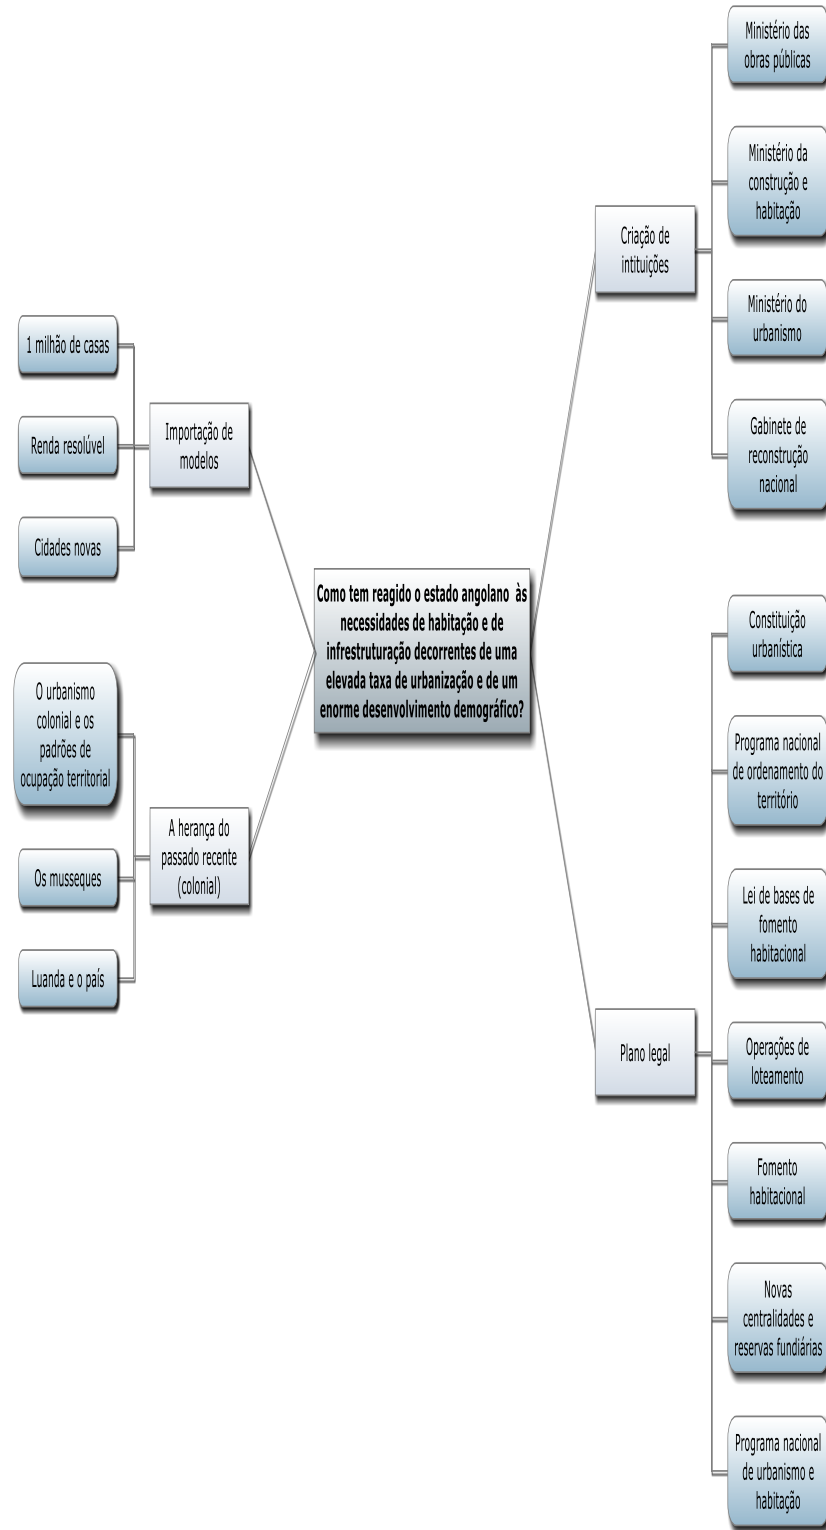 Como tem reagido o estado angolano às
necessidades de habitação e de
infrestruturação decorrentes de uma
elevada taxa de urbanização e de um
enorme desenvolvimento demográfico?
Importação de
modelos
1 milhão de casas
Renda resolúvel
Cidades novas
A herança do
passado recente
(colonial)
O urbanismo
colonial e os
padrões de
ocupação territorial
Os musseques
Luanda e o país
Criação de
intituições
Ministério das
obras públicas
Ministério da
construção e
habitação
Ministério do
urbanismo
Gabinete de
reconstrução
nacional
Plano legal
Constituição
urbanística
Programa nacional
de ordenamento do
território
Lei de bases de
fomento
habitacional
Operações de
loteamento
Fomento
habitacional
Novas
centralidades e
reservas fundiárias
Programa nacional
de urbanismo e
habitação